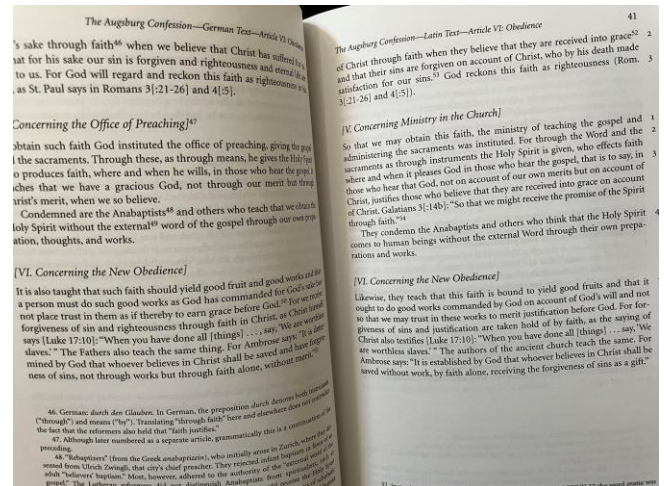 The Augsburg Confession—German Text—Article VI:
's sake through faith⁴⁶ when we believe that Christ has suffered for
at for his sake our sin is forgiven and righteousness and eternal life are
to us. For God will regard and reckon this faith as righteousness in
as St. Paul says in Romans 3[:21-26] and 4[:5].
Concerning the Office of Preaching]⁴⁷
obtain such faith God instituted the office of preaching, giving the gospel
the sacraments. Through these, as through means, he gives the Holy
o produces faith, where and when he wills, in those who hear the gospel. It
ches that we have a gracious God, not through our merit but through
rist's merit, when we so believe.
Condemned are the Anabaptists⁴⁸ and others who teach that we obtain the
Holy Spirit without the external⁴⁹ word of the gospel through our own
ation, thoughts, and works.
[VI. Concerning the New Obedience]
It is also taught that such faith should yield good fruit and good works and that
a person must do such good works as God has commanded for God's sake but
not place trust in them as if thereby to earn grace before God.⁵⁰ For we receive
forgiveness of sin and righteousness through faith in Christ, as Christ himself
says [Luke 17:10]: "When you have done all [things] . . . , say, 'We are worthless
slaves.' " The Fathers also teach the same thing. For Ambrose says: "It is
mined by God that whoever believes in Christ shall be saved and have
ness of sins, not through works but through faith alone, without merit."
46. German: durch den Glauben. In German, the preposition durch denotes both
("through") and means ("by"). Translating "through faith" here and elsewhere does not
the fact that the reformers also held that "faith justifies."
47. Although later numbered as a separate article, grammatically this is a continuation of the
preceding.
48. "Rebaptizers" (from the Greek anabaptizein), who initially arose in Zurich, where they
sented from Ulrich Zwingli, that city's chief preacher. They rejected infant baptism in favor of
adult "believers' baptism." Most, however, adhered to the authority of the "external word of the
gospel." The Lutheran reformers did not distinguish Anabaptists from
The Augsburg Confession—Latin Text—Article VI: Obedience 41
of Christ through faith when they believe that they are received into grace⁵² 2
and that their sins are forgiven on account of Christ, who by his death made
satisfaction for our sins.⁵³ God reckons this faith as righteousness (Rom. 3
3[:21-26] and 4[:5]).
[V. Concerning Ministry in the Church]
So that we may obtain this faith, the ministry of teaching the gospel and 1
administering the sacraments was instituted. For through the Word and the 2
sacraments as through instruments the Holy Spirit is given, who effects faith
where and when it pleases God in those who hear the gospel, that is to say, in 3
those who hear that God, not on account of our own merits but on account of
Christ, justifies those who believe that they are received into grace on account
of Christ. Galatians 3[:14b]: "So that we might receive the promise of the Spirit
through faith."⁵⁴
They condemn the Anabaptists and others who think that the Holy Spirit 4
comes to human beings without the external Word through their own prepa-
rations and works.
[VI. Concerning the New Obedience]
Likewise, they teach that this faith is bound to yield good fruits and that it
ought to do good works commanded by God on account of God's will and not
so that we may trust in these works to merit justification before God. For for-
giveness of sins and justification are taken hold of by faith, as the saying of
Christ also testifies [Luke 17:10]: "When you have done all [things] . . . , say, 'We
are worthless slaves.' " The authors of the ancient church teach the same. For
Ambrose says: "It is established by God that whoever believes in Christ shall be
saved without work, by faith alone, receiving the forgiveness of sins as a gift."